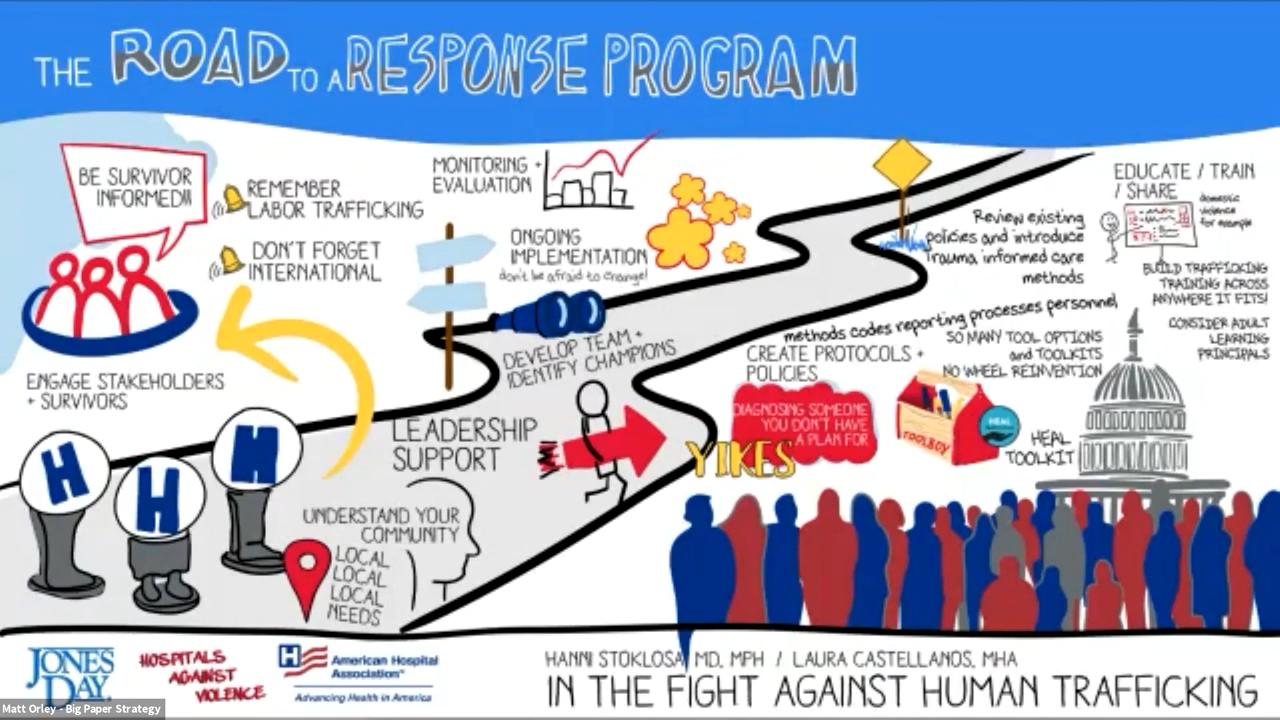 THE ROAD TO A RESPONSE PROGRAM
BE SURVIVOR
INFORMED!!!
REMEMBER
LABOR TRAFFICKING
DON'T FORGET
INTERNATIONAL
ENGAGE STAKEHOLDERS
+ SURVIVORS
MONITORING +
EVALUATION
ONGOING
IMPLEMENTATION
don't be afraid to change!
DEVELOP TEAM +
IDENTIFY CHAMPIONS
LEADERSHIP
SUPPORT
H
H
H
UNDERSTAND YOUR
COMMUNITY
LOCAL
LOCAL
LOCAL
NEEDS
EDUCATE / TRAIN
/ SHARE
domestic
violence
for example
Review existing
policies and introduce
Trauma informed care
methods
BUILD TRAFFICKING
TRAINING ACROSS
ANYWHERE IT FITS!
CONSIDER ADULT
LEARNING
PRINCIPALS
methods codes reporting processes personnel
CREATE PROTOCOLS +
POLICIES
SO MANY TOOL OPTIONS
and TOOLKITS
NO WHEEL REINVENTION
DIAGNOSING SOMEONE
YOU DON'T HAVE
A PLAN FOR
YIKES
TOOLBOX
HEAL
HEAL
TOOLKIT
JONES
DAY
HOSPITALS
AGAINST
VIOLENCE
H
American Hospital
Association
Advancing Health in America
HANNI STOKLOSA, MD, MPH / LAURA CASTELLANOS, MHA
IN THE FIGHT AGAINST HUMAN TRAFFICKING
Matt Orley - Big Paper Strategy